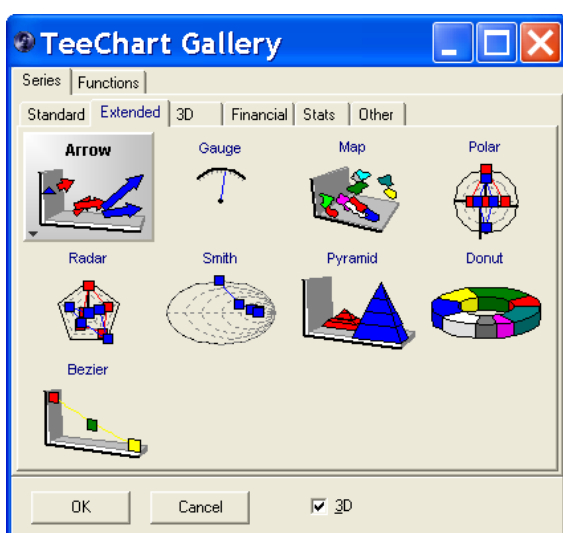 TeeChart Gallery
Series Functions
Standard Extended 3D Financial Stats Other
Arrow Gauge Map Polar
Radar Smith Pyramid Donut
Bezier
OK Cancel 3D